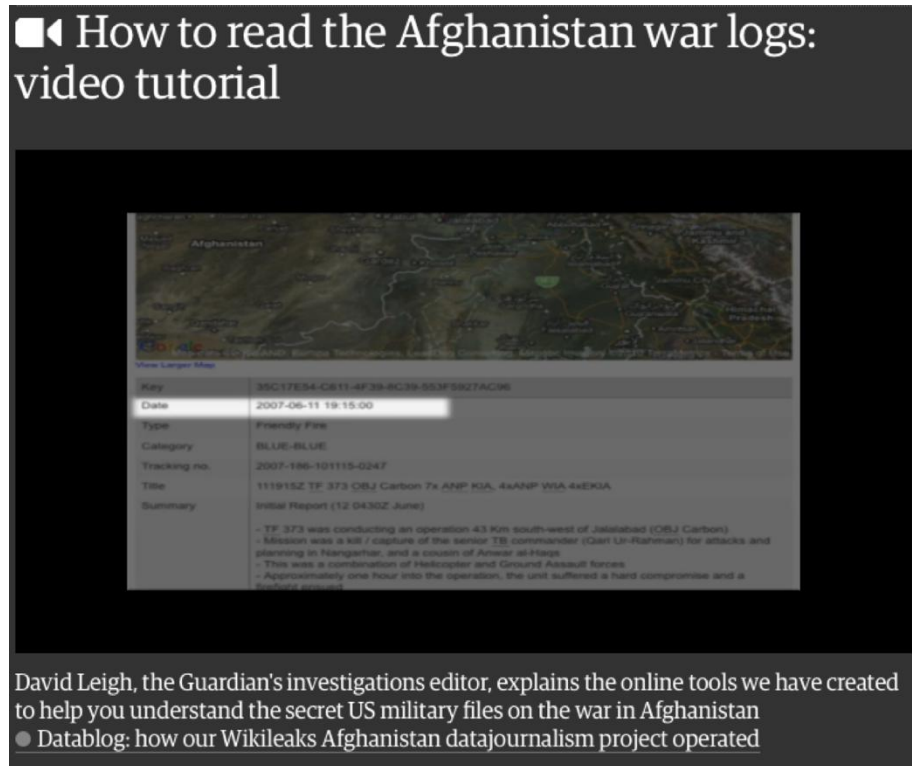 How to read the Afghanistan war logs:
video tutorial
Afghanistan
Himachal
Pradesh
Google
View Larger Map
Key 35C17E54-C611-4F39-8C39-553F5927AC96
Date 2007-06-11 19:15:00
Type Friendly Fire
Category BLUE-BLUE
Tracking no. 2007-186-101115-0247
Title 111915Z TF 373 OBJ Carbon 7x ANP KIA, 4xANP WIA 4xEKIA
Summary Initial Report (12 0430Z June)
- TF 373 was conducting an operation 43 Km south-west of Jalalabad (OBJ Carbon).
- Mission was a kill / capture of the senior TB commander (Qari Ur-Rahman) for attacks and
planning in Nangarhar, and a cousin of Anwar al-Haqs
- This was a combination of Helicopter and Ground Assault forces
- Approximately one hour into the operation, the unit suffered a hard compromise and a
firefight ensued
David Leigh, the Guardian's investigations editor, explains the online tools we have created
to help you understand the secret US military files on the war in Afghanistan
Datablog: how our Wikileaks Afghanistan datajournalism project operated